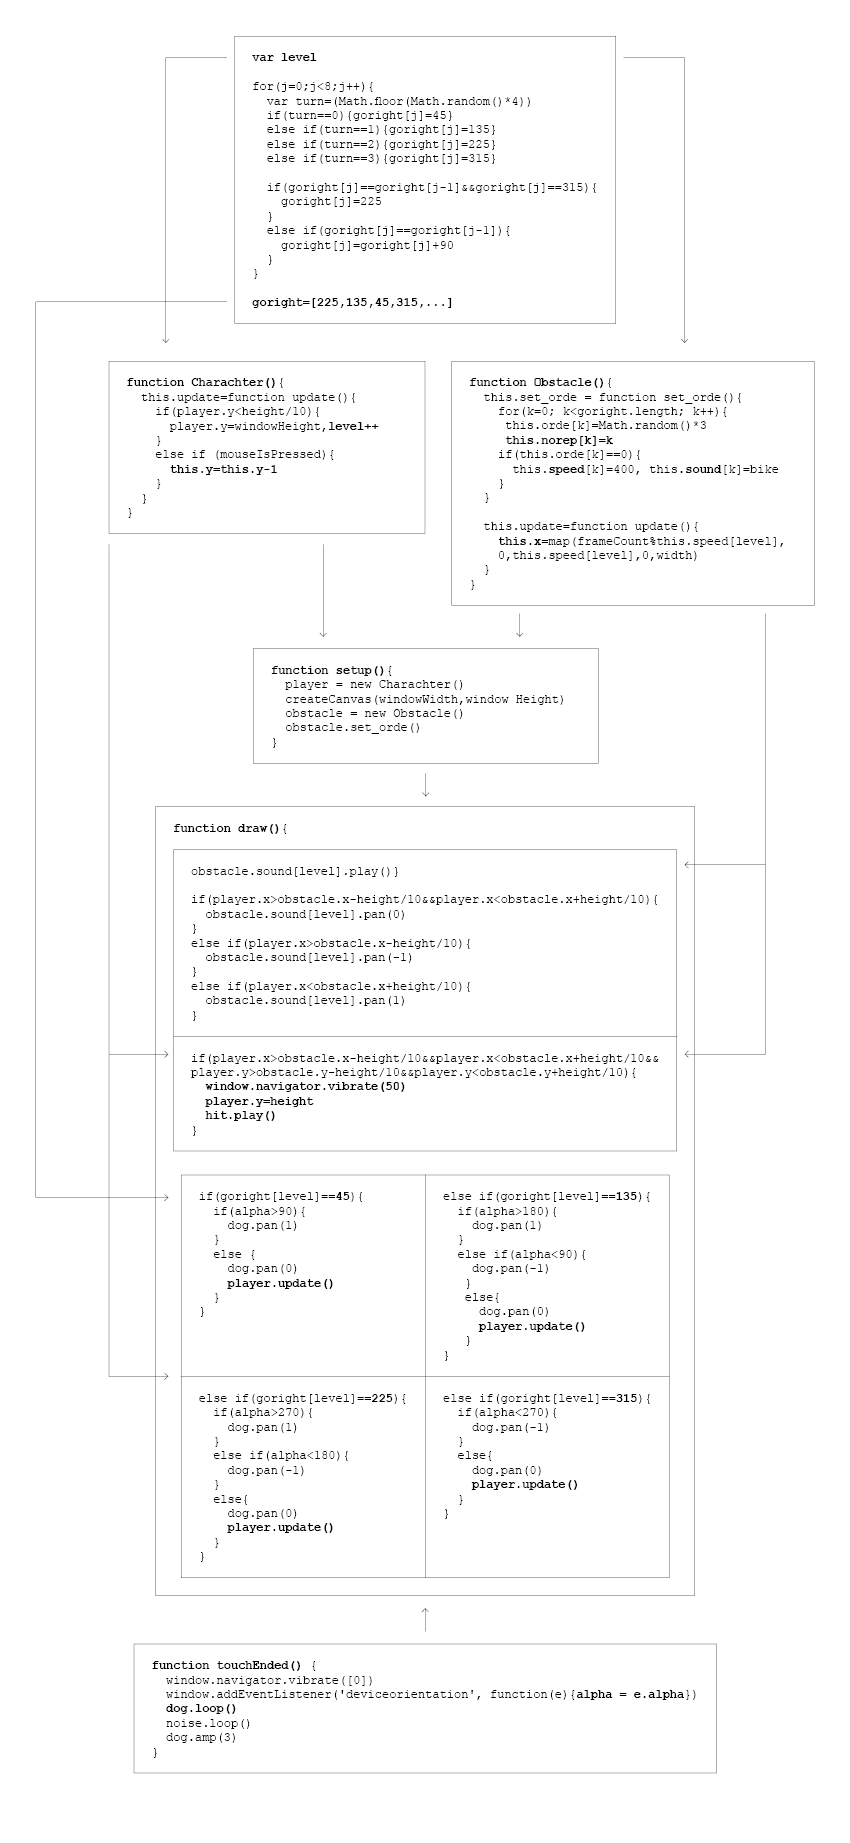 var level
for(j=0;j<8;j++){
var turn=(Math.floor(Math.random()*4))
if(turn==0){goright[j]=45}
else if(turn==1){goright[j]=135}
else if(turn==2){goright[j]=225}
else if(turn==3){goright[j]=315}
if(goright[j]==goright[j-1]&&goright[j]==315){
goright[j]=225
}
else if(goright[j]==goright[j-1]){
goright[j]=goright[j]+90
}
}
goright=[225,135,45,315,...]
function Charachter(){
this.update=function update(){
if(player.y<height/10){
player.y=windowHeight,level++
}
else if (mouseIsPressed){
this.y=this.y-1
}
}
}
function Obstacle(){
this.set_orde = function set_orde(){
for(k=0; k<goright.length; k++){
this.orde[k]=Math.random()*3
this.norep[k]=k
if(this.orde[k]==0){
this.speed[k]=400, this.sound[k]=bike
}
}
this.update=function update(){
this.x=map(frameCount%this.speed[level],
0,this.speed[level],0,width)
}
}
function setup(){
player = new Charachter()
createCanvas(windowWidth,window Height)
obstacle = new Obstacle()
obstacle.set_orde()
}
function draw(){
obstacle.sound[level].play()}
if(player.x>obstacle.x-height/10&&player.x<obstacle.x+height/10){
obstacle.sound[level].pan(0)
}
else if(player.x>obstacle.x-height/10){
obstacle.sound[level].pan(-1)
}
else if(player.x<obstacle.x+height/10){
obstacle.sound[level].pan(1)
}
if(player.x>obstacle.x-height/10&&player.x<obstacle.x+height/10&&
player.y>obstacle.y-height/10&&player.y<obstacle.y+height/10){
window.navigator.vibrate(50)
player.y=height
hit.play()
}
if(goright[level]==45){
if(alpha>90){
dog.pan(1)
}
else {
dog.pan(0)
player.update()
}
}
else if(goright[level]==135){
if(alpha>180){
dog.pan(1)
}
else if(alpha<90){
dog.pan(-1)
}
else{
dog.pan(0)
player.update()
}
}
else if(goright[level]==225){
if(alpha>270){
dog.pan(1)
}
else if(alpha<180){
dog.pan(-1)
}
else{
dog.pan(0)
player.update()
}
}
else if(goright[level]==315){
if(alpha<270){
dog.pan(-1)
}
else{
dog.pan(0)
player.update()
}
}
function touchEnded() {
window.navigator.vibrate([0])
window.addEventListener('deviceorientation', function(e){alpha = e.alpha})
dog.loop()
noise.loop()
dog.amp(3)
}